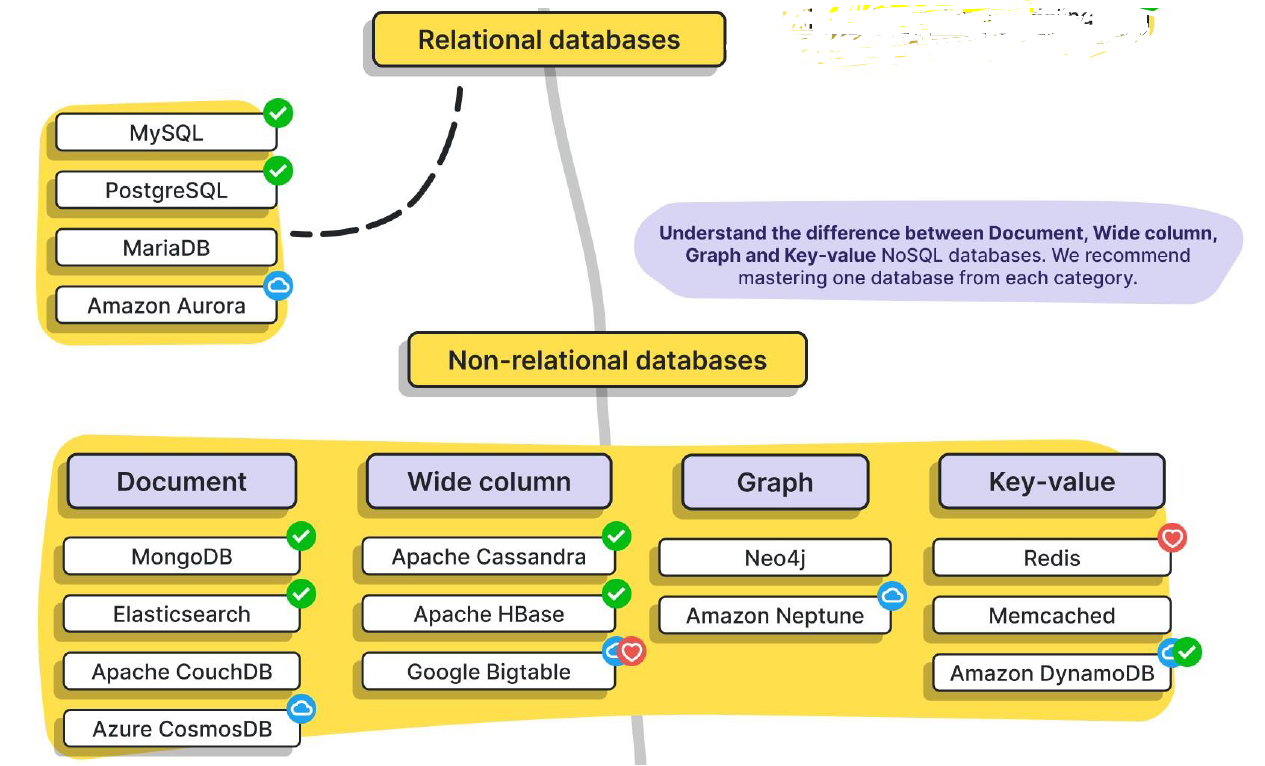 Relational databases
MySQL
PostgreSQL
MariaDB
Amazon Aurora
Understand the difference between Document, Wide column,
Graph and Key-value NoSQL databases. We recommend
mastering one database from each category.
Non-relational databases
Document
MongoDB
Elasticsearch
Apache CouchDB
Azure CosmosDB
Wide column
Apache Cassandra
Apache HBase
Google Bigtable
Graph
Neo4j
Amazon Neptune
Key-value
Redis
Memcached
Amazon DynamoDB